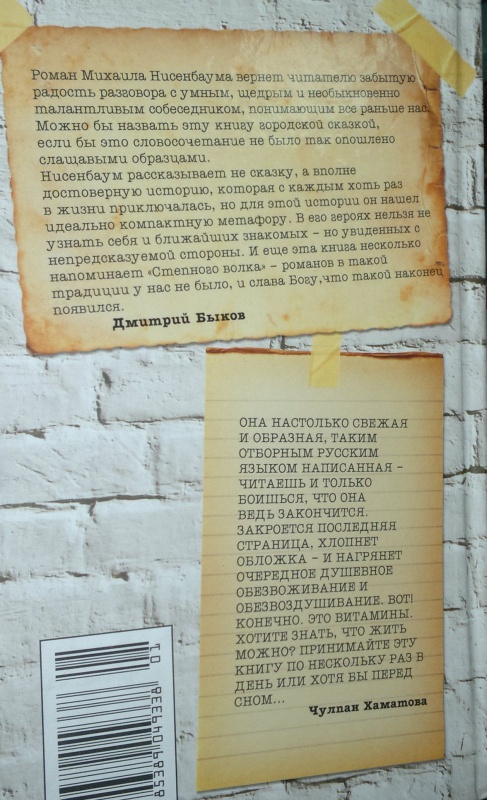 Роман Михаила Нисенбаума вернет читателю забытую
радость разговора с умным, щедрым и необыкновенно
талантливым собеседником, понимающим все раньше нас.
Можно бы назвать эту книгу городской сказкой,
если бы это словосочетание не было так опошлено
слащавыми образцами.
Нисенбаум рассказывает не сказку, а вполне
достоверную историю, которая с каждым хоть раз
в жизни приключалась, но для этой истории он нашел
идеально компактную метафору. В его героях нельзя не
узнать себя и ближайших знакомых – но увиденных с
непредсказуемой стороны. И еще эта книга несколько
напоминает «Степного волка» – романов в такой
традиции у нас не было, и слава Богу,что такой наконец
появился.
Дмитрий Быков
ОНА НАСТОЛЬКО СВЕЖАЯ
И ОБРАЗНАЯ, ТАКИМ
ОТБОРНЫМ РУССКИМ
ЯЗЫКОМ НАПИСАННАЯ –
ЧИТАЕШЬ И ТОЛЬКО
БОИШЬСЯ, ЧТО ОНА
ВЕДЬ ЗАКОНЧИТСЯ.
ЗАКРОЕТСЯ ПОСЛЕДНЯЯ
СТРАНИЦА, ХЛОПНЕТ
ОБЛОЖКА – И НАГРЯНЕТ
ОЧЕРЕДНОЕ ДУШЕВНОЕ
ОБЕЗВОЖИВАНИЕ И
ОБЕЗВОЗДУШИВАНИЕ. ВОТ!
КОНЕЧНО. ЭТО ВИТАМИНЫ.
ХОТИТЕ ЗНАТЬ, ЧТО ЖИТЬ
МОЖНО? ПРИНИМАЙТЕ ЭТУ
КНИГУ ПО НЕСКОЛЬКУ РАЗ В
ДЕНЬ ИЛИ ХОТЯ БЫ ПЕРЕД
СНОМ...
Чулпан Хаматова